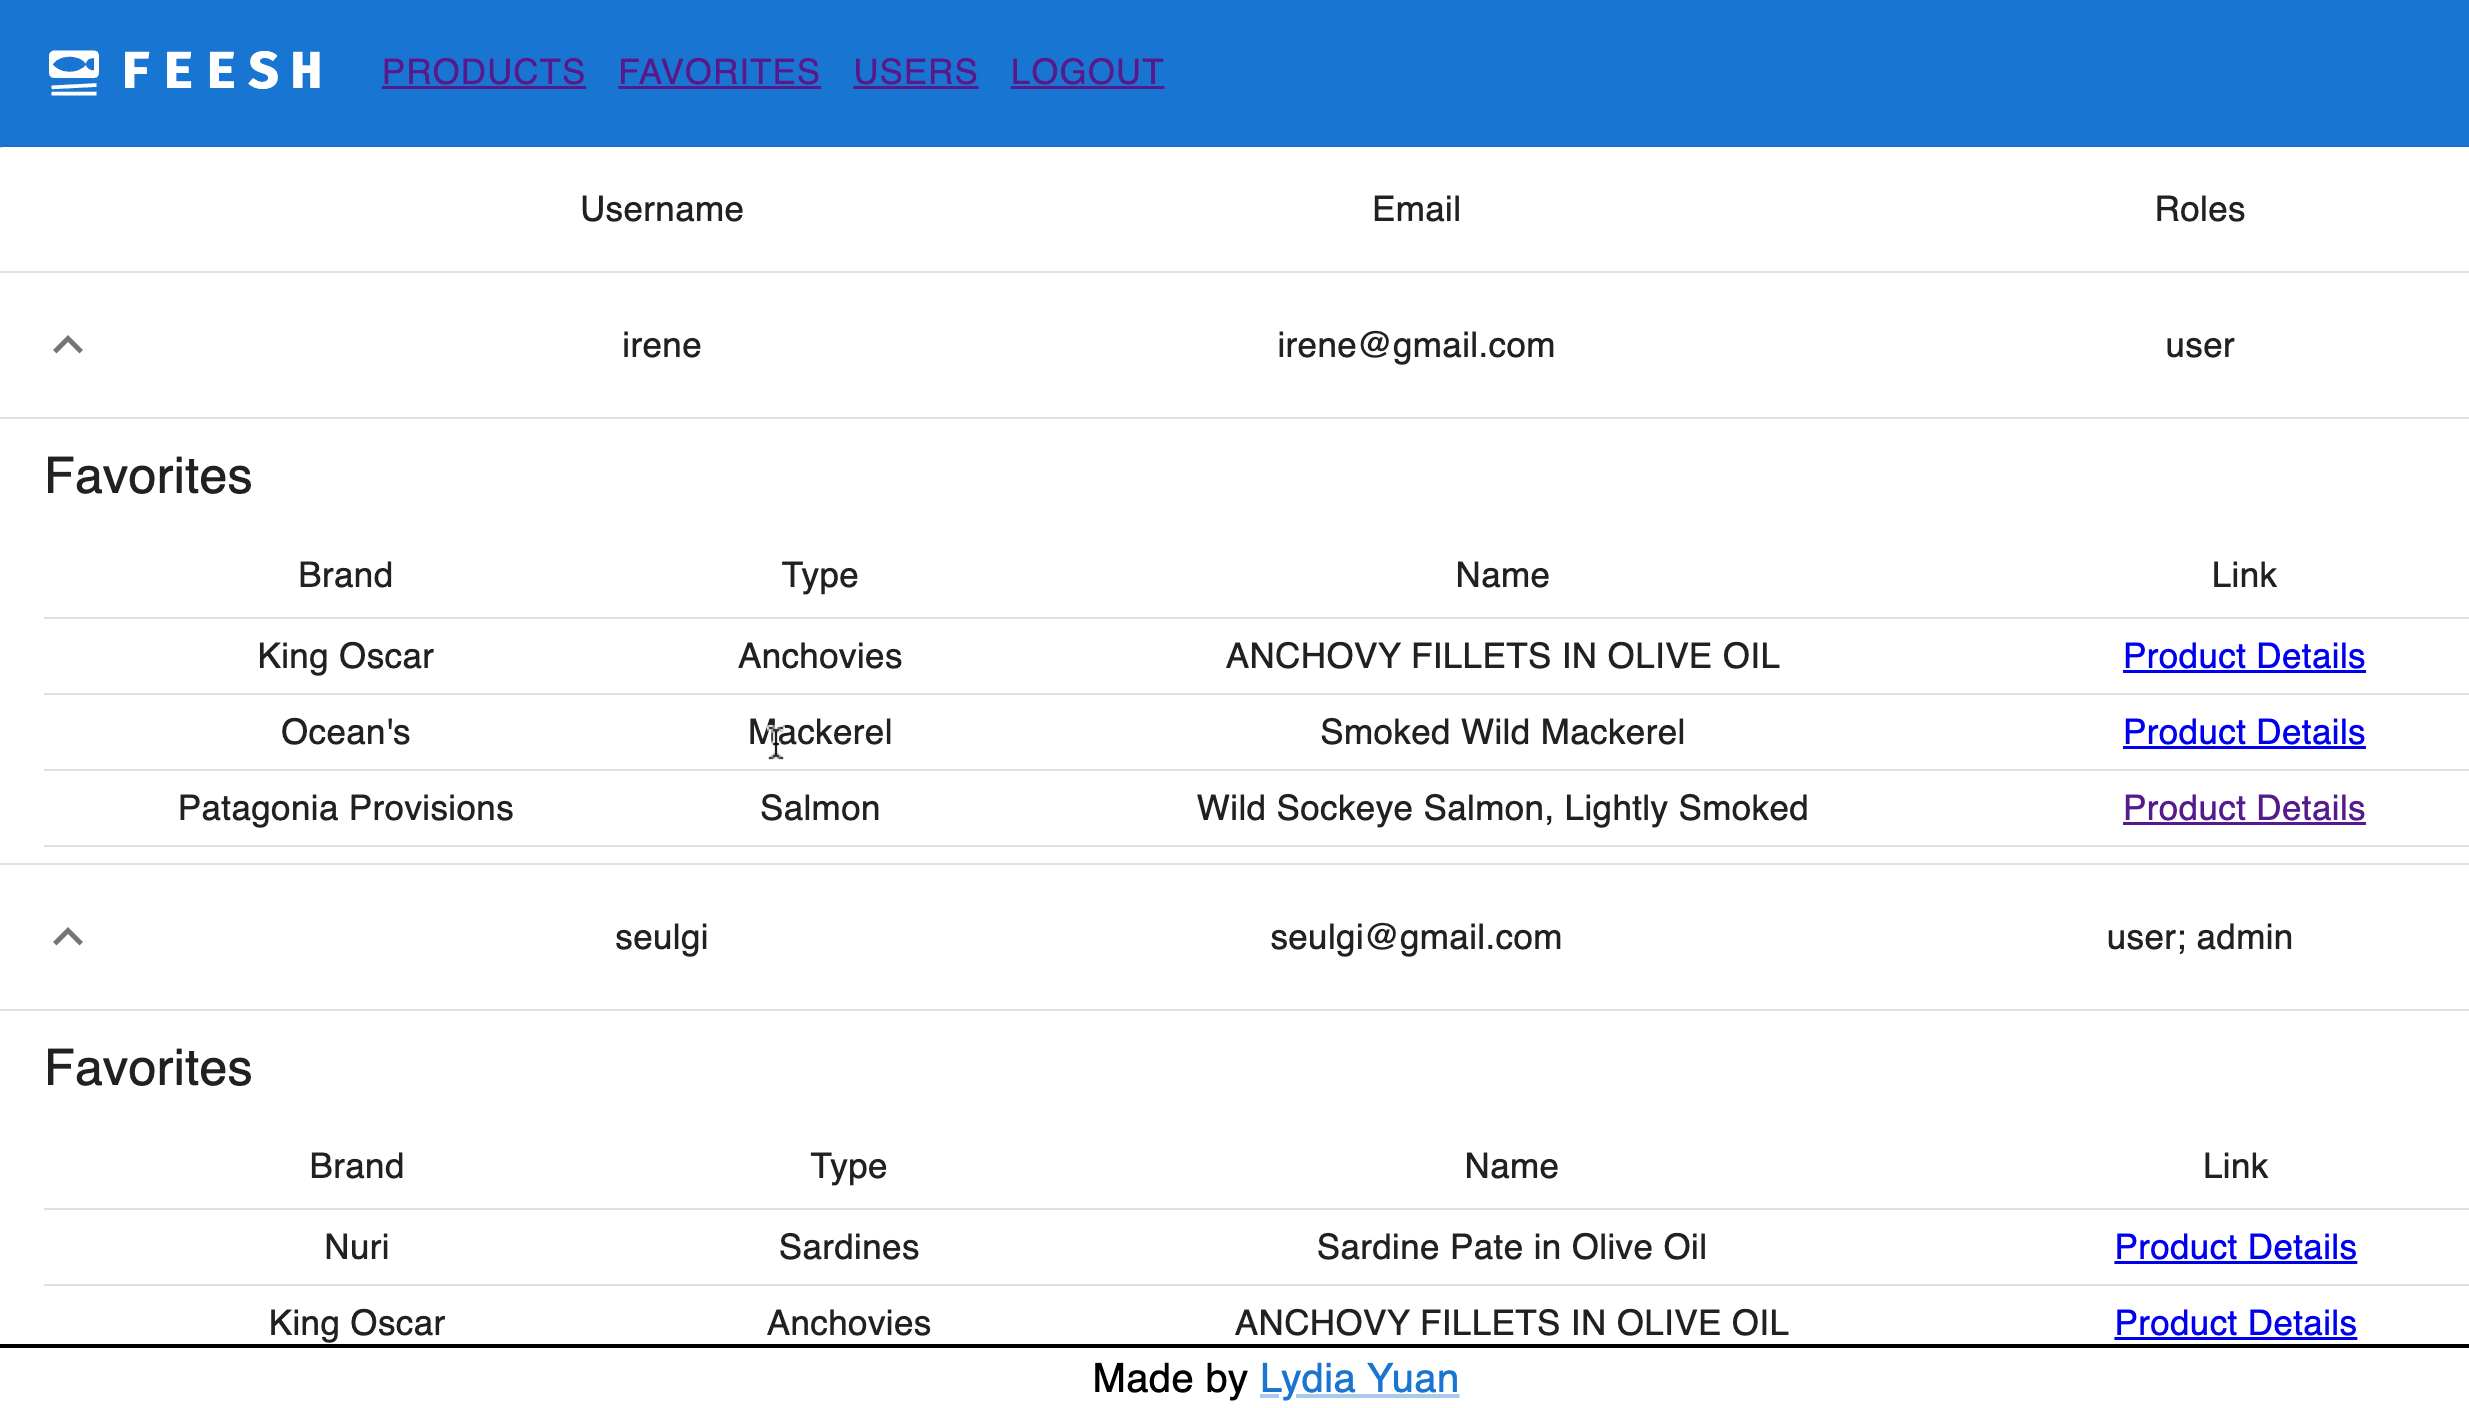 FEESH PRODUCTS FAVORITES USERS LOGOUT
Username Email Roles
irene irene@gmail.com user
Favorites
Brand Type Name Link
King Oscar Anchovies ANCHOVY FILLETS IN OLIVE OIL Product Details
Ocean's Mackerel Smoked Wild Mackerel Product Details
Patagonia Provisions Salmon Wild Sockeye Salmon, Lightly Smoked Product Details
seulgi seulgi@gmail.com user; admin
Favorites
Brand Type Name Link
Nuri Sardines Sardine Pate in Olive Oil Product Details
King Oscar Anchovies ANCHOVY FILLETS IN OLIVE OIL Product Details
Made by Lydia Yuan